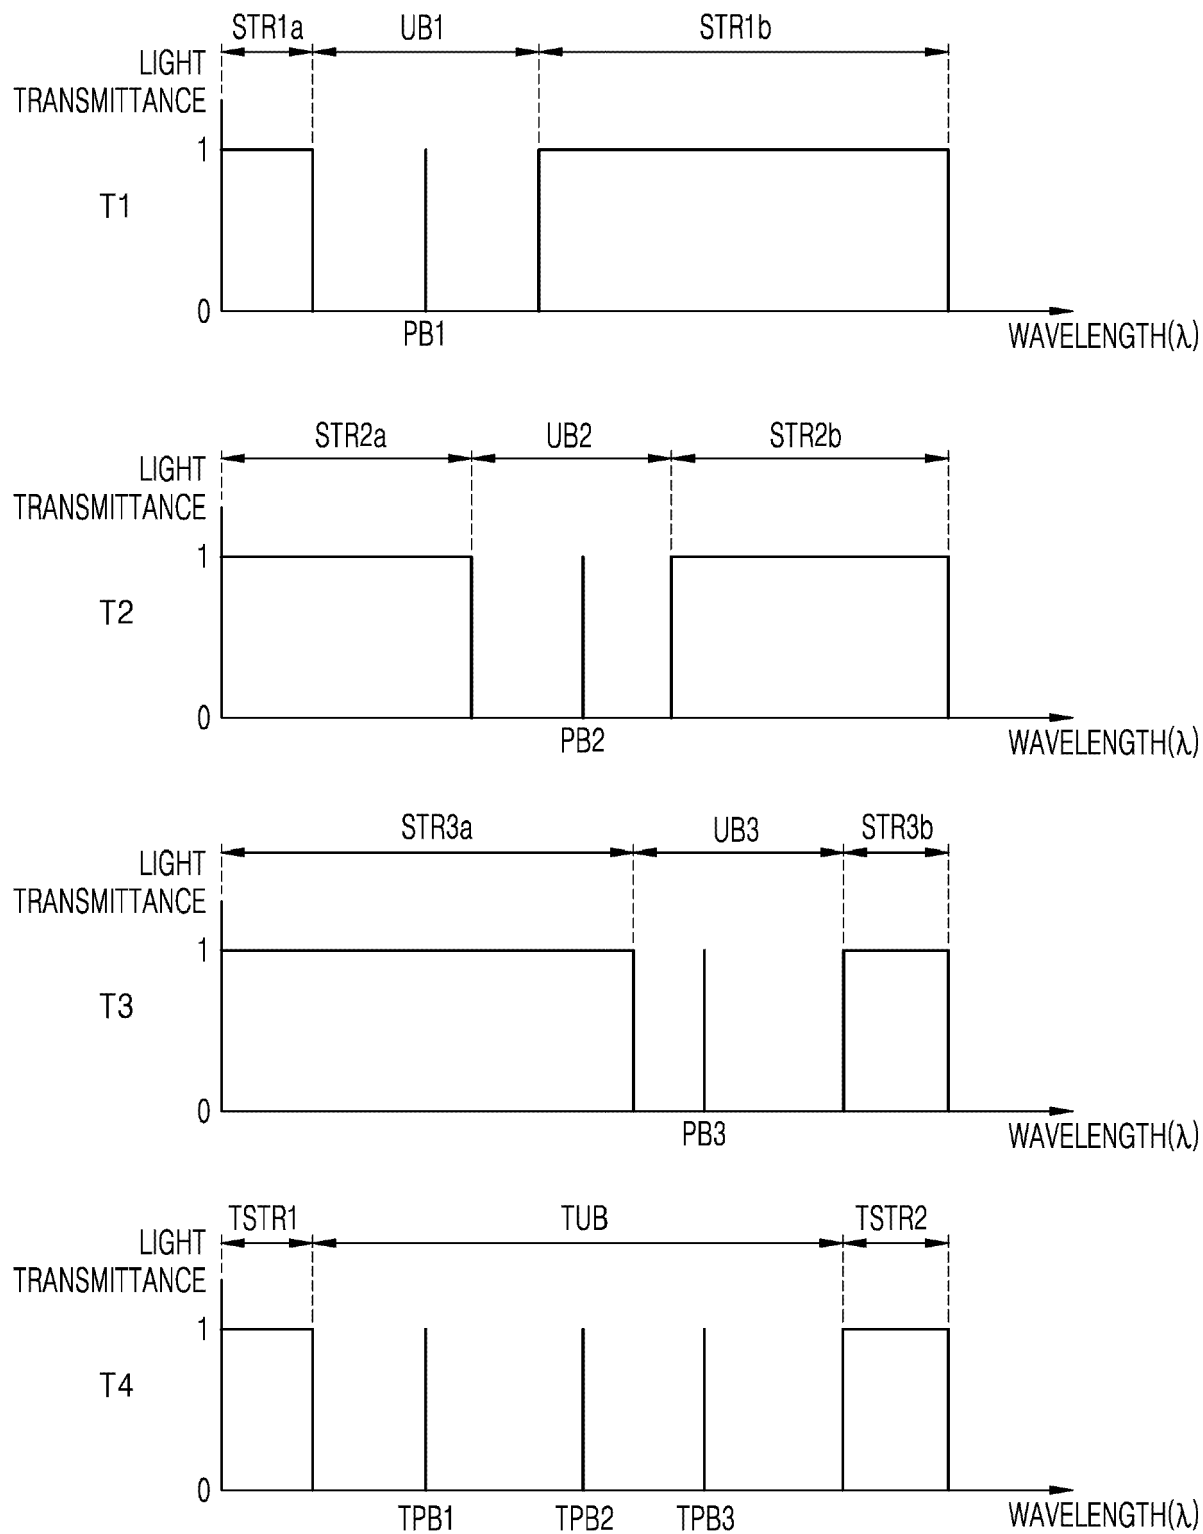 STR1a UB1 STR1b
LIGHT
TRANSMITTANCE
1
T1
0
PB1
WAVELENGTH(λ)
STR2a UB2 STR2b
LIGHT
TRANSMITTANCE
1
T2
0
PB2
WAVELENGTH(λ)
STR3a UB3 STR3b
LIGHT
TRANSMITTANCE
1
T3
0
PB3
WAVELENGTH(λ)
TSTR1 TUB TSTR2
LIGHT
TRANSMITTANCE
1
T4
0
TPB1 TPB2 TPB3
WAVELENGTH(λ)